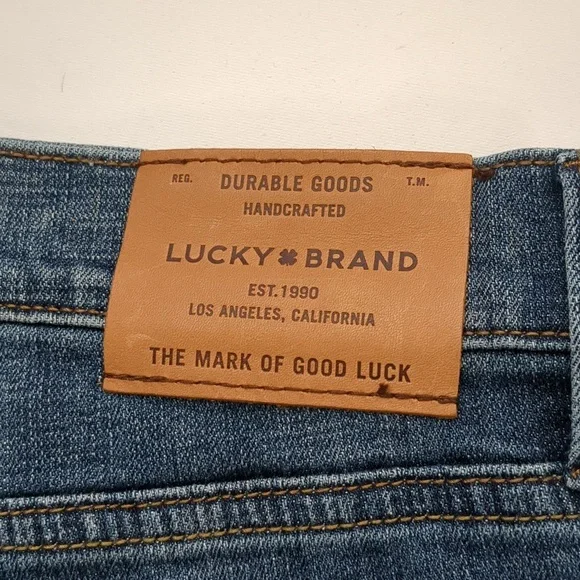 REG. DURABLE GOODS T.M.
HANDCRAFTED
LUCKY BRAND
EST.1990
LOS ANGELES, CALIFORNIA
THE MARK OF GOOD LUCK